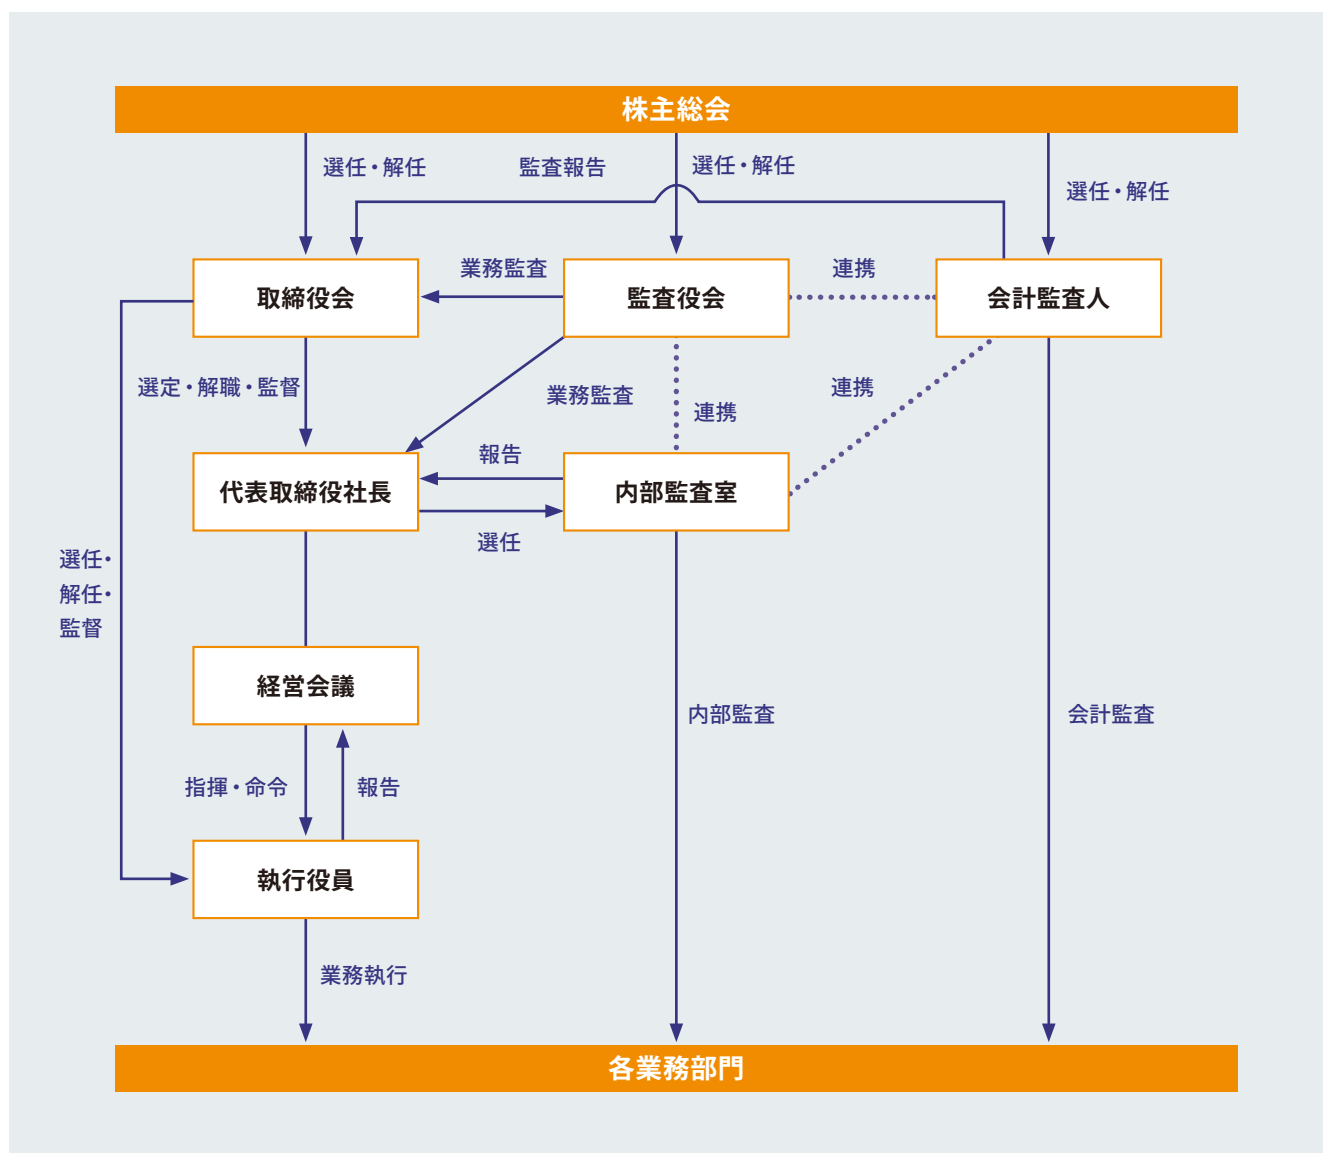 株主総会
選任・解任
監査報告
選任・解任
選任・解任
取締役会
業務監査
監査役会
連携
会計監査人
選定・解職・監督
業務監査
連携
連携
代表取締役社長
報告
選任
内部監査室
選任・
解任・
監督
経営会議
内部監査
会計監査
指揮・命令
報告
執行役員
業務執行
各業務部門